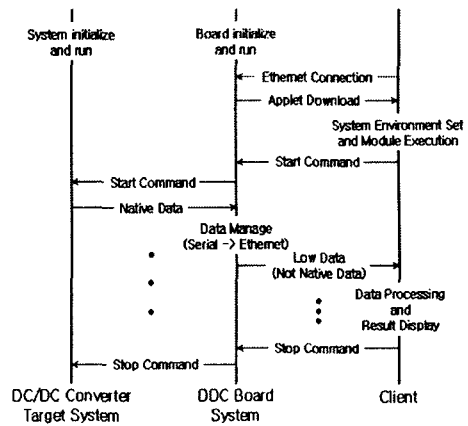 System initialize
and run
Board initialize
and run
Ethernet Connection
Applet Download
System Environment Set
and Module Execution
Start Command
Start Command
Native Data
Data Manage
(Serial -> Ethernet)
Low Data
(Not Native Data)
Data Processing
and
Result Display
Stop Command
Stop Command
DC/DC Converter
Target System
DDC Board
System
Client